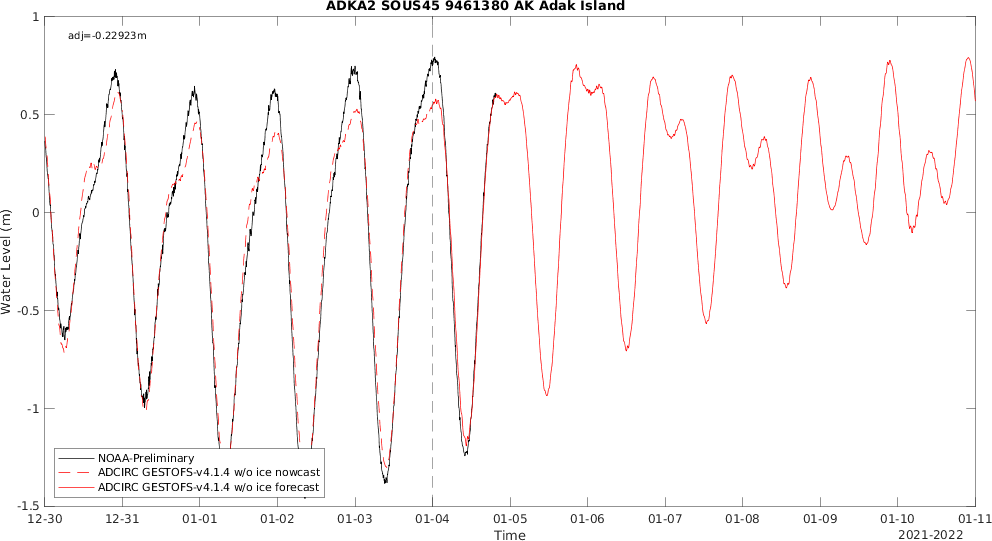 ADKA2 SOUS45 9461380 AK Adak Island
adj=-0.22923m
1
0.5
0
-0.5
-1
-1.5
Water Level (m)
NOAA-Preliminary
ADCIRC GESTOFS-v4.1.4 w/o ice nowcast
ADCIRC GESTOFS-v4.1.4 w/o ice forecast
12-30 12-31 01-01 01-02 01-03 01-04 01-05 01-06 01-07 01-08 01-09 01-10 01-11
Time
2021-2022